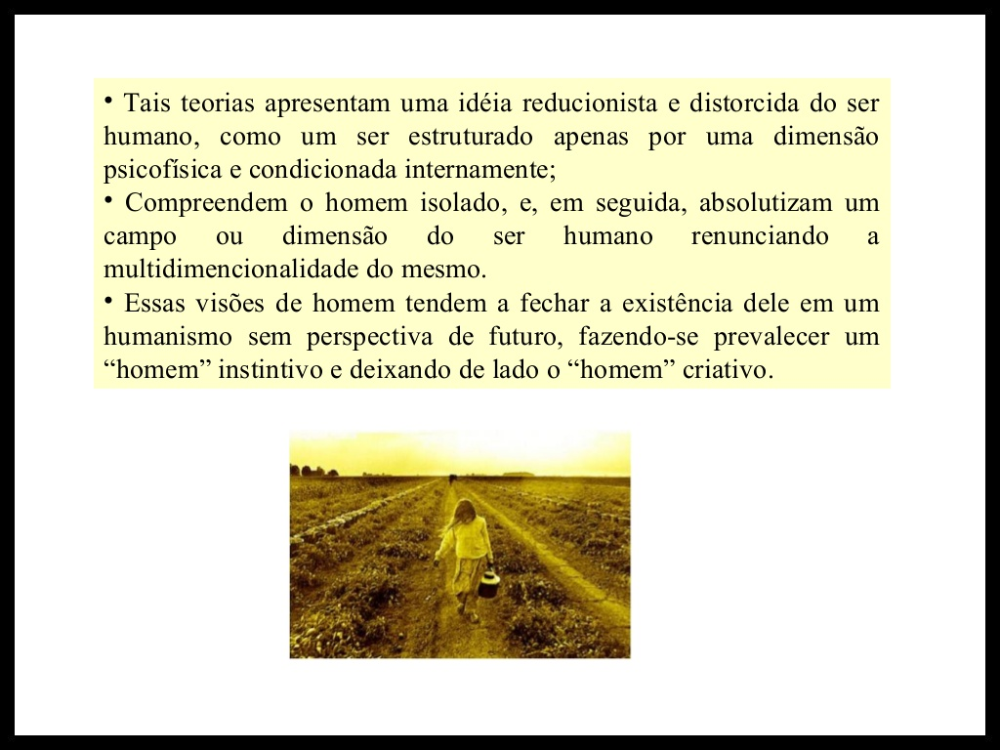 • Tais teorias apresentam uma idéia reducionista e distorcida do ser
humano, como um ser estruturado apenas por uma dimensão
psicofísica e condicionada internamente;
• Compreendem o homem isolado, e, em seguida, absolutizam um
campo ou dimensão do ser humano renunciando a
multidimencionalidade do mesmo.
• Essas visões de homem tendem a fechar a existência dele em um
humanismo sem perspectiva de futuro, fazendo-se prevalecer um
“homem” instintivo e deixando de lado o “homem” criativo.